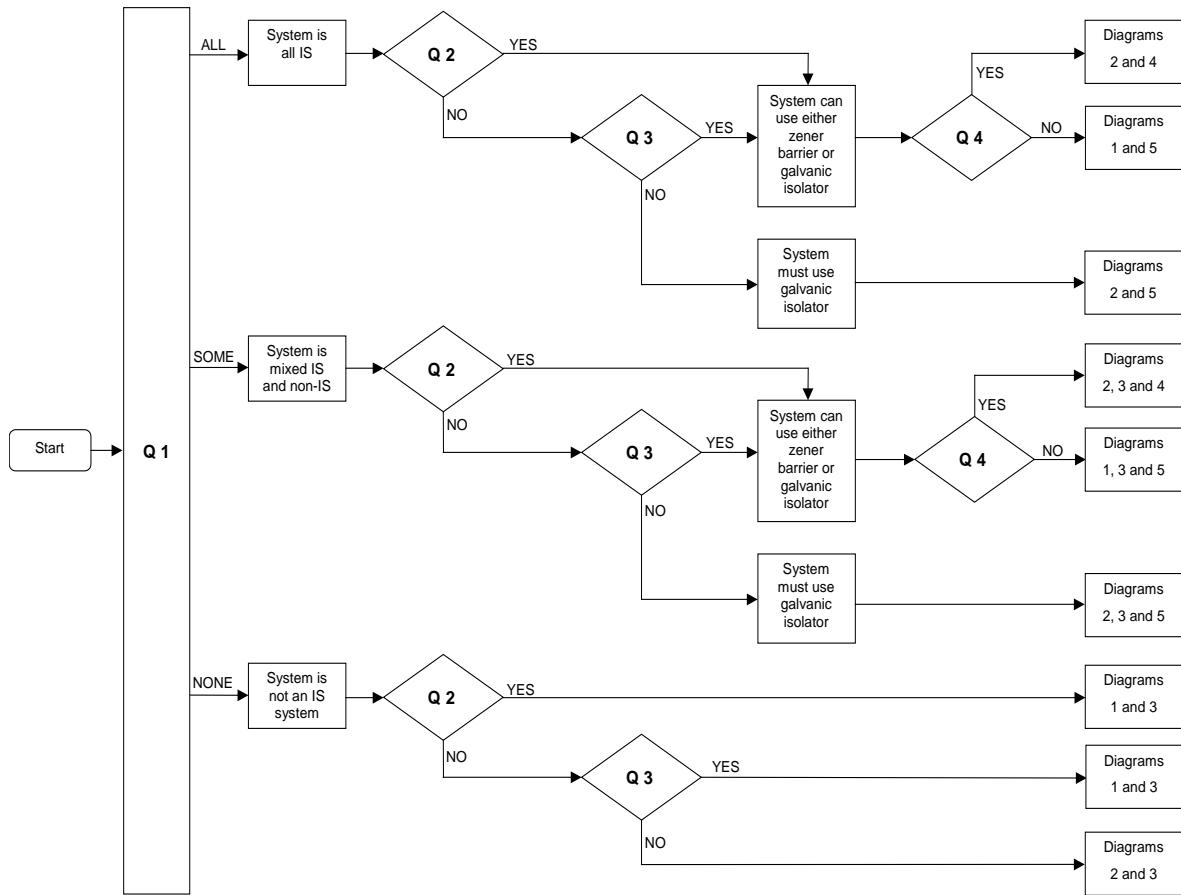 ALL
System is
all IS
Q 2
YES
NO
Q 3
YES
NO
System can
use either
zener
barrier or
galvanic
isolator
Q 4
YES
Diagrams
2 and 4
NO
Diagrams
1 and 5
System
must use
galvanic
isolator
Diagrams
2 and 5
Start
Q 1
SOME
System is
mixed IS
and non-IS
Q 2
YES
NO
Q 3
YES
NO
System can
use either
zener
barrier or
galvanic
isolator
Q 4
YES
Diagrams
2, 3 and 4
NO
Diagrams
1, 3 and 5
System
must use
galvanic
isolator
Diagrams
2, 3 and 5
NONE
System is
not an IS
system
Q 2
YES
Diagrams
1 and 3
NO
Q 3
YES
Diagrams
1 and 3
NO
Diagrams
2 and 3